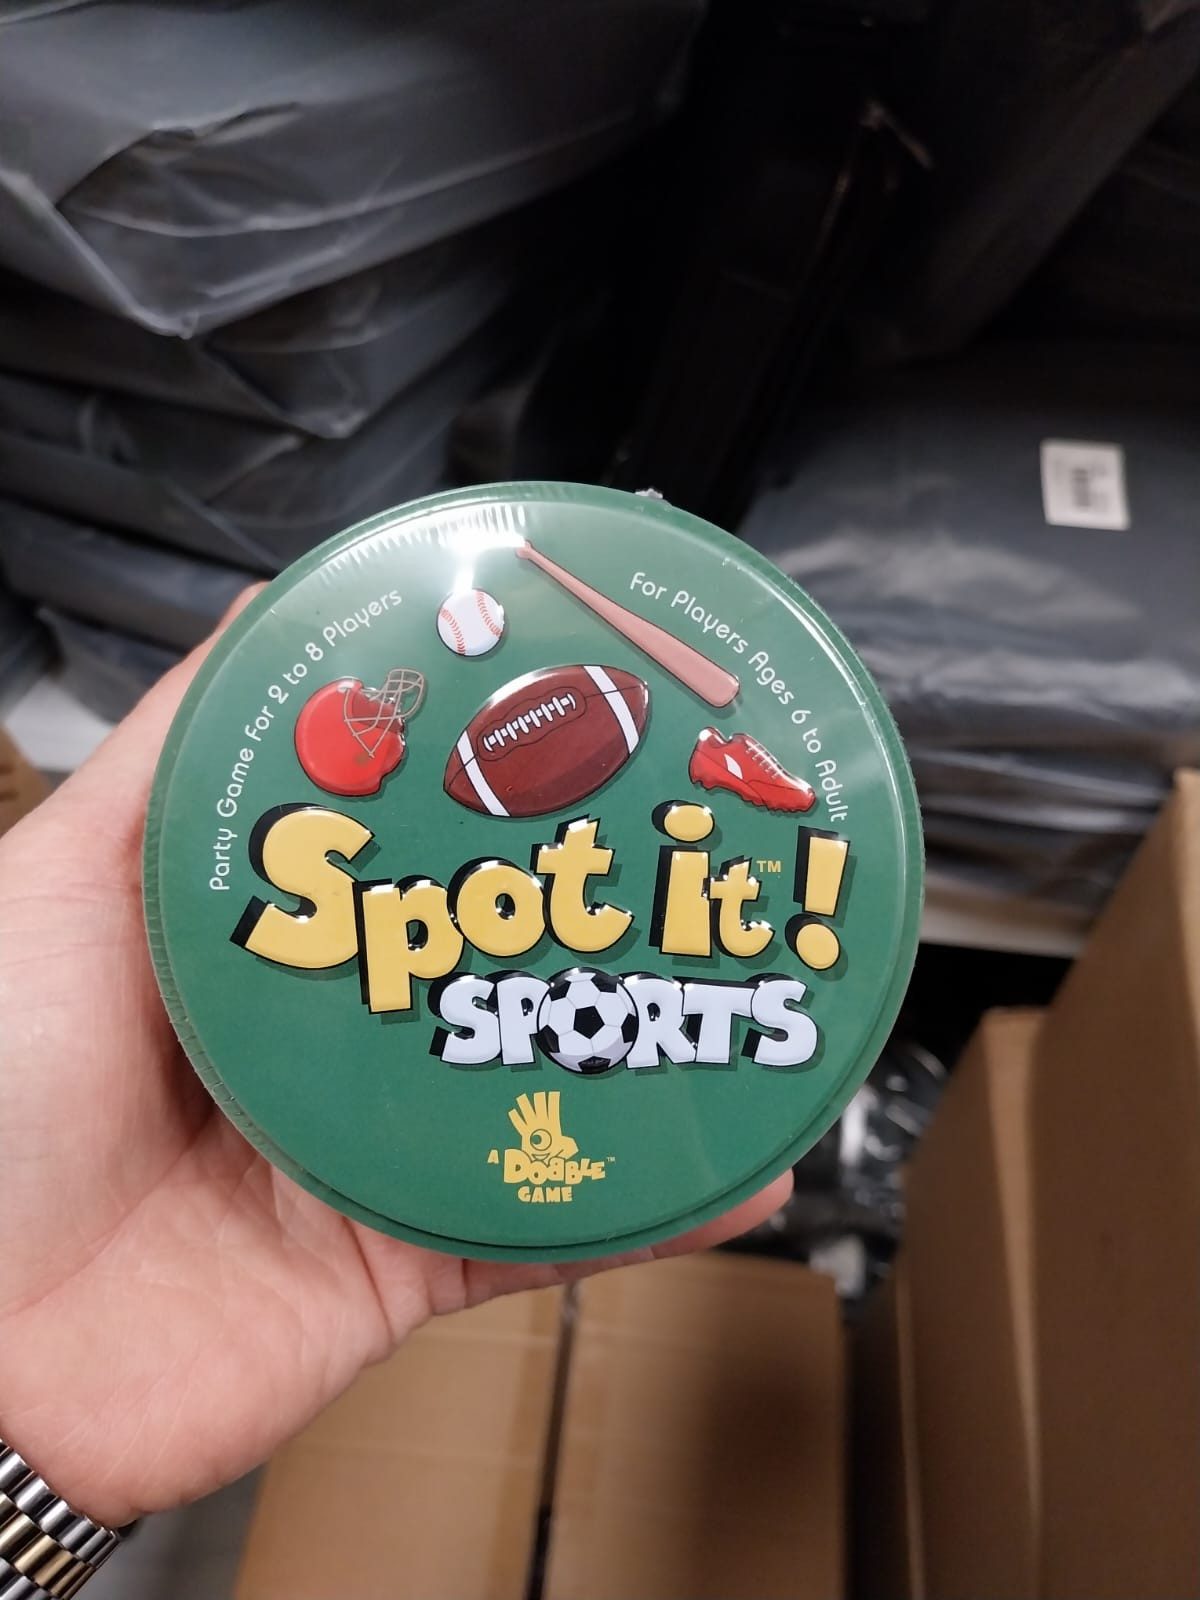 Party Game for 2 to 8 Players
For Players Ages 6 to Adult
Spot it!™
SPORTS
A DOBBLE™
GAME